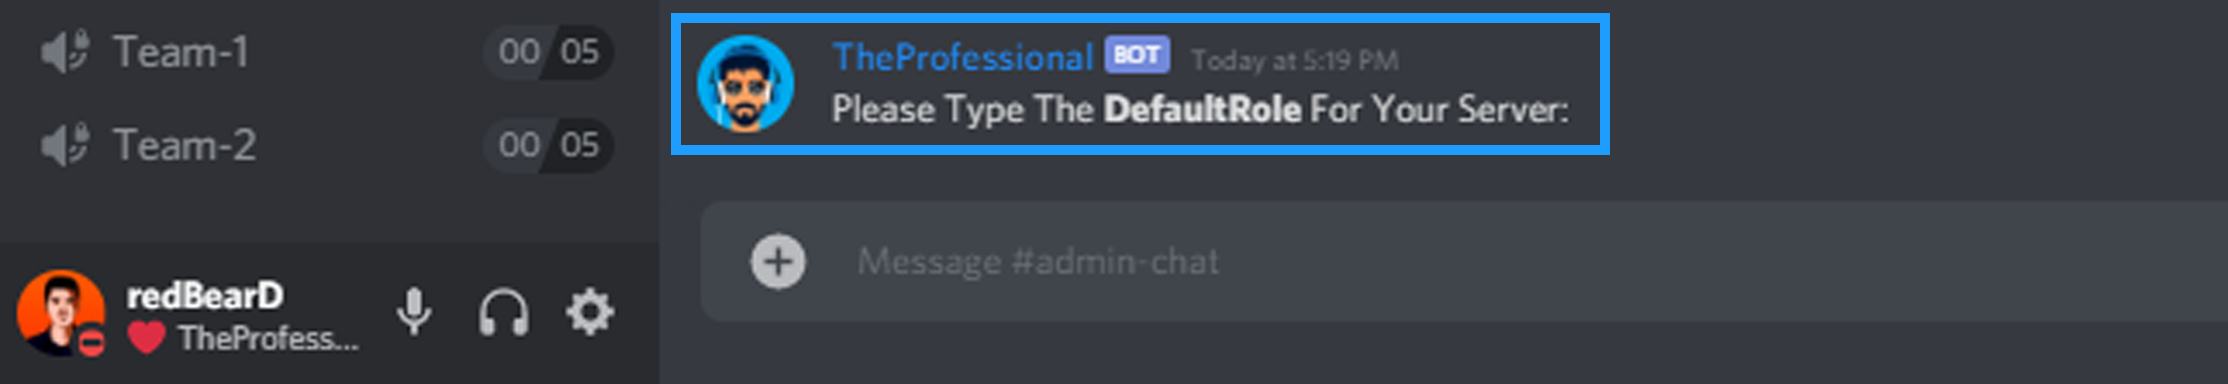 Team-1 00 05
Team-2 00 05
redBearD
TheProfess...
TheProfessional BOT Today at 5:19 PM
Please Type The DefaultRole For Your Server:
Message #admin-chat